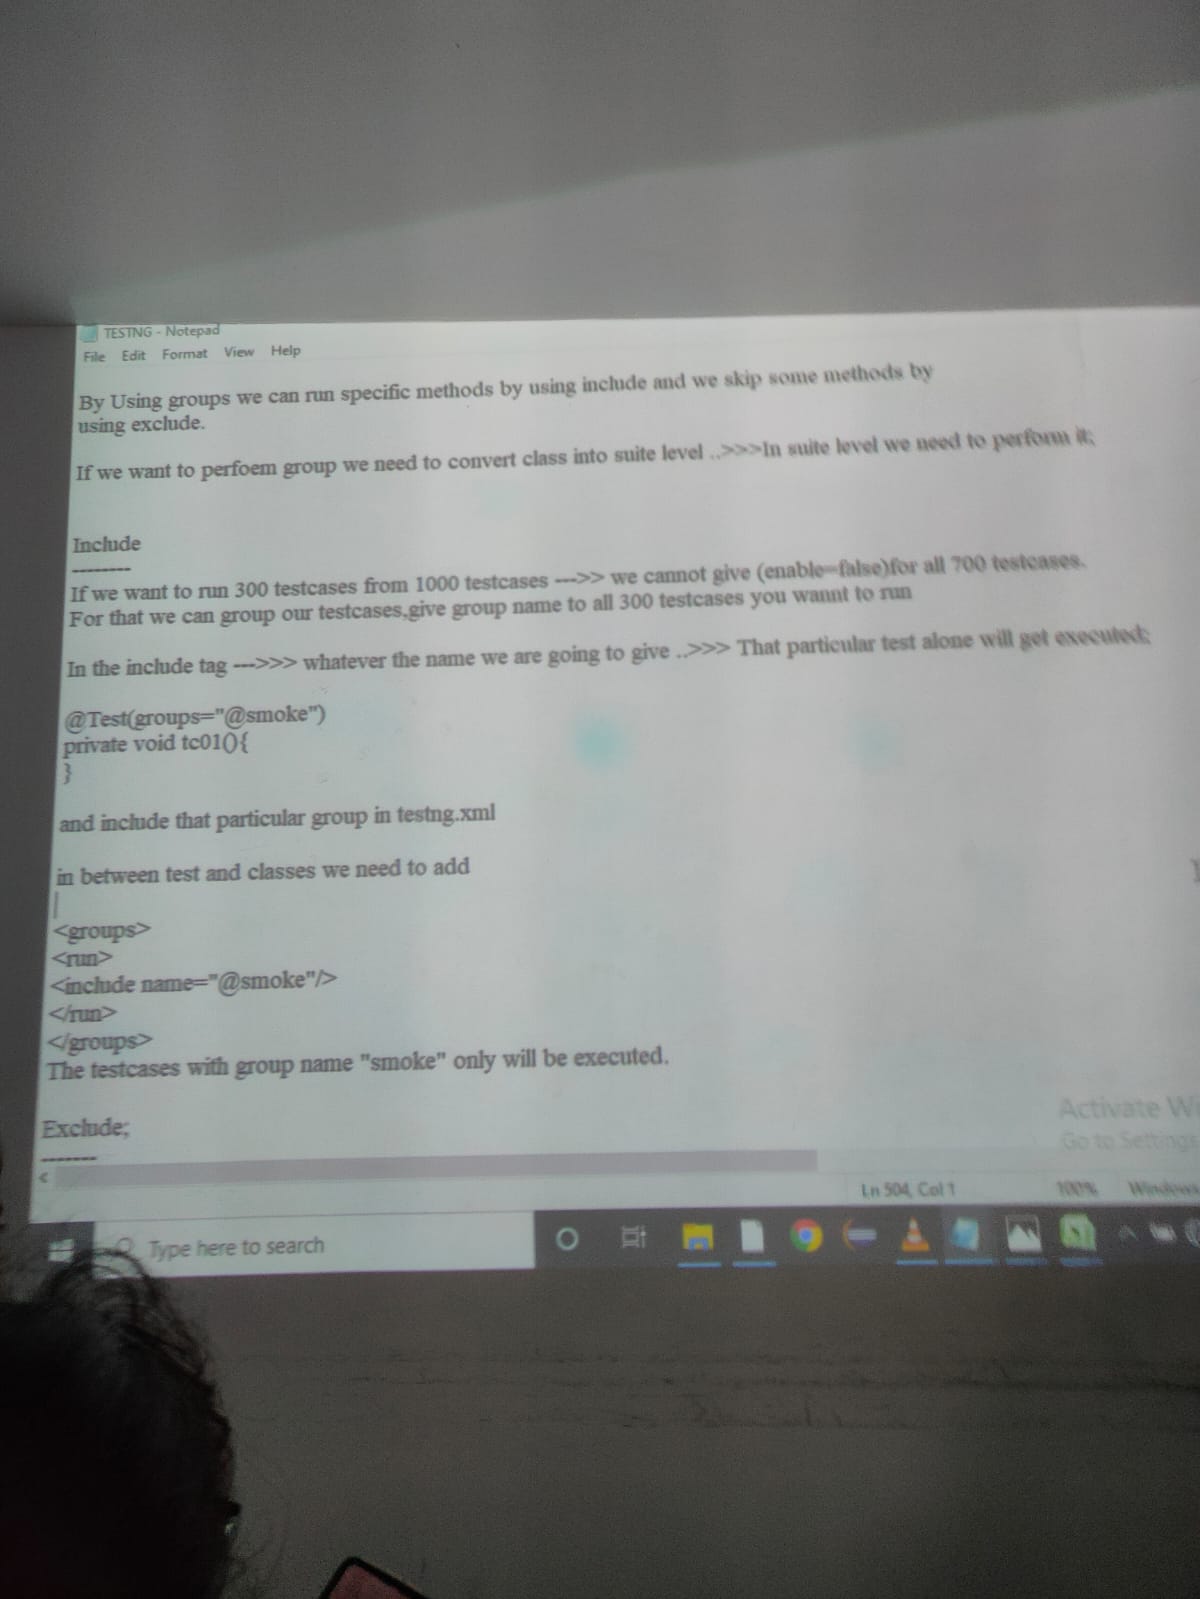 TESTNG - Notepad
File Edit Format View Help
By Using groups we can run specific methods by using include and we skip some methods by
using exclude.
If we want to perfoem group we need to convert class into suite level ..>>>In suite level we need to perform it;
Include
--------
If we want to run 300 testcases from 1000 testcases --->> we cannot give (enable=false)for all 700 testcases.
For that we can group our testcases,give group name to all 300 testcases you wannt to run
In the include tag --->>> whatever the name we are going to give ..>>> That particular test alone will get executed;
@Test(groups="@smoke")
private void tc01(){
}
and include that particular group in testng.xml
in between test and classes we need to add
<groups>
<run>
<include name="@smoke"/>
</run>
</groups>
The testcases with group name "smoke" only will be executed.
Exclude;
-------
Activate Wi
Go to Settings
Ln 504, Col 1
100%
Windows
Type here to search